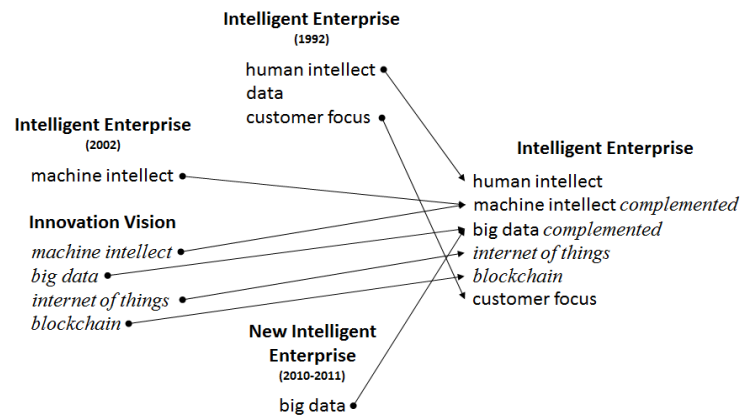 Intelligent Enterprise
(1992)
human intellect
data
customer focus
Intelligent Enterprise
(2002)
machine intellect
Innovation Vision
machine intellect
big data
internet of things
blockchain
New Intelligent
Enterprise
(2010-2011)
big data
Intelligent Enterprise
human intellect
machine intellect complemented
big data complemented
internet of things
blockchain
customer focus